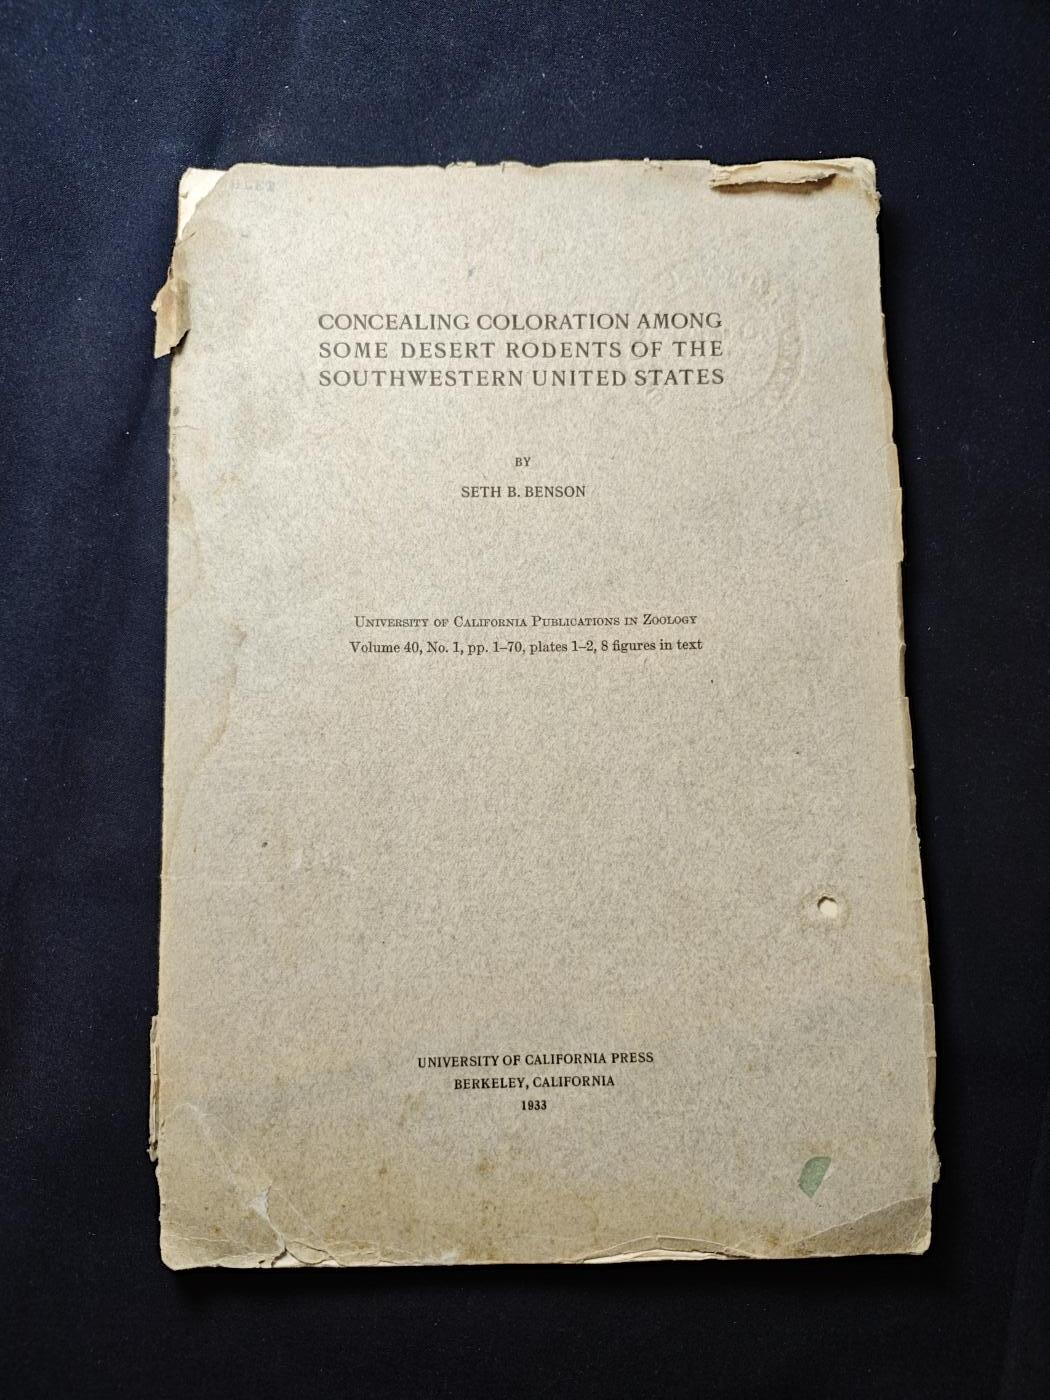 CONCEALING COLORATION AMONG
SOME DESERT RODENTS OF THE
SOUTHWESTERN UNITED STATES
BY
SETH B. BENSON
UNIVERSITY OF CALIFORNIA PUBLICATIONS IN ZOOLOGY
Volume 40, No. 1, pp. 1–70, plates 1–2, 8 figures in text
UNIVERSITY OF CALIFORNIA PRESS
BERKELEY, CALIFORNIA
1933